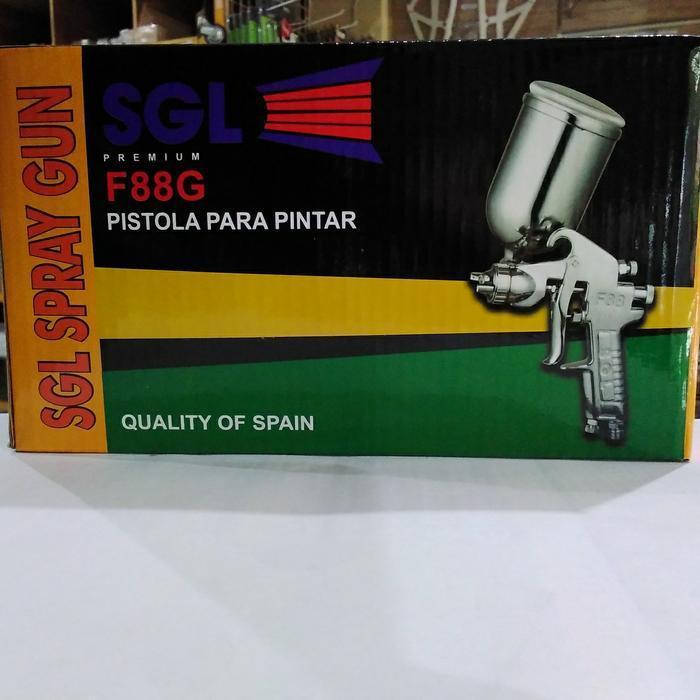 SGL SPRAY GUN
SGL
PREMIUM
F88G
PISTOLA PARA PINTAR
F88
QUALITY OF SPAIN